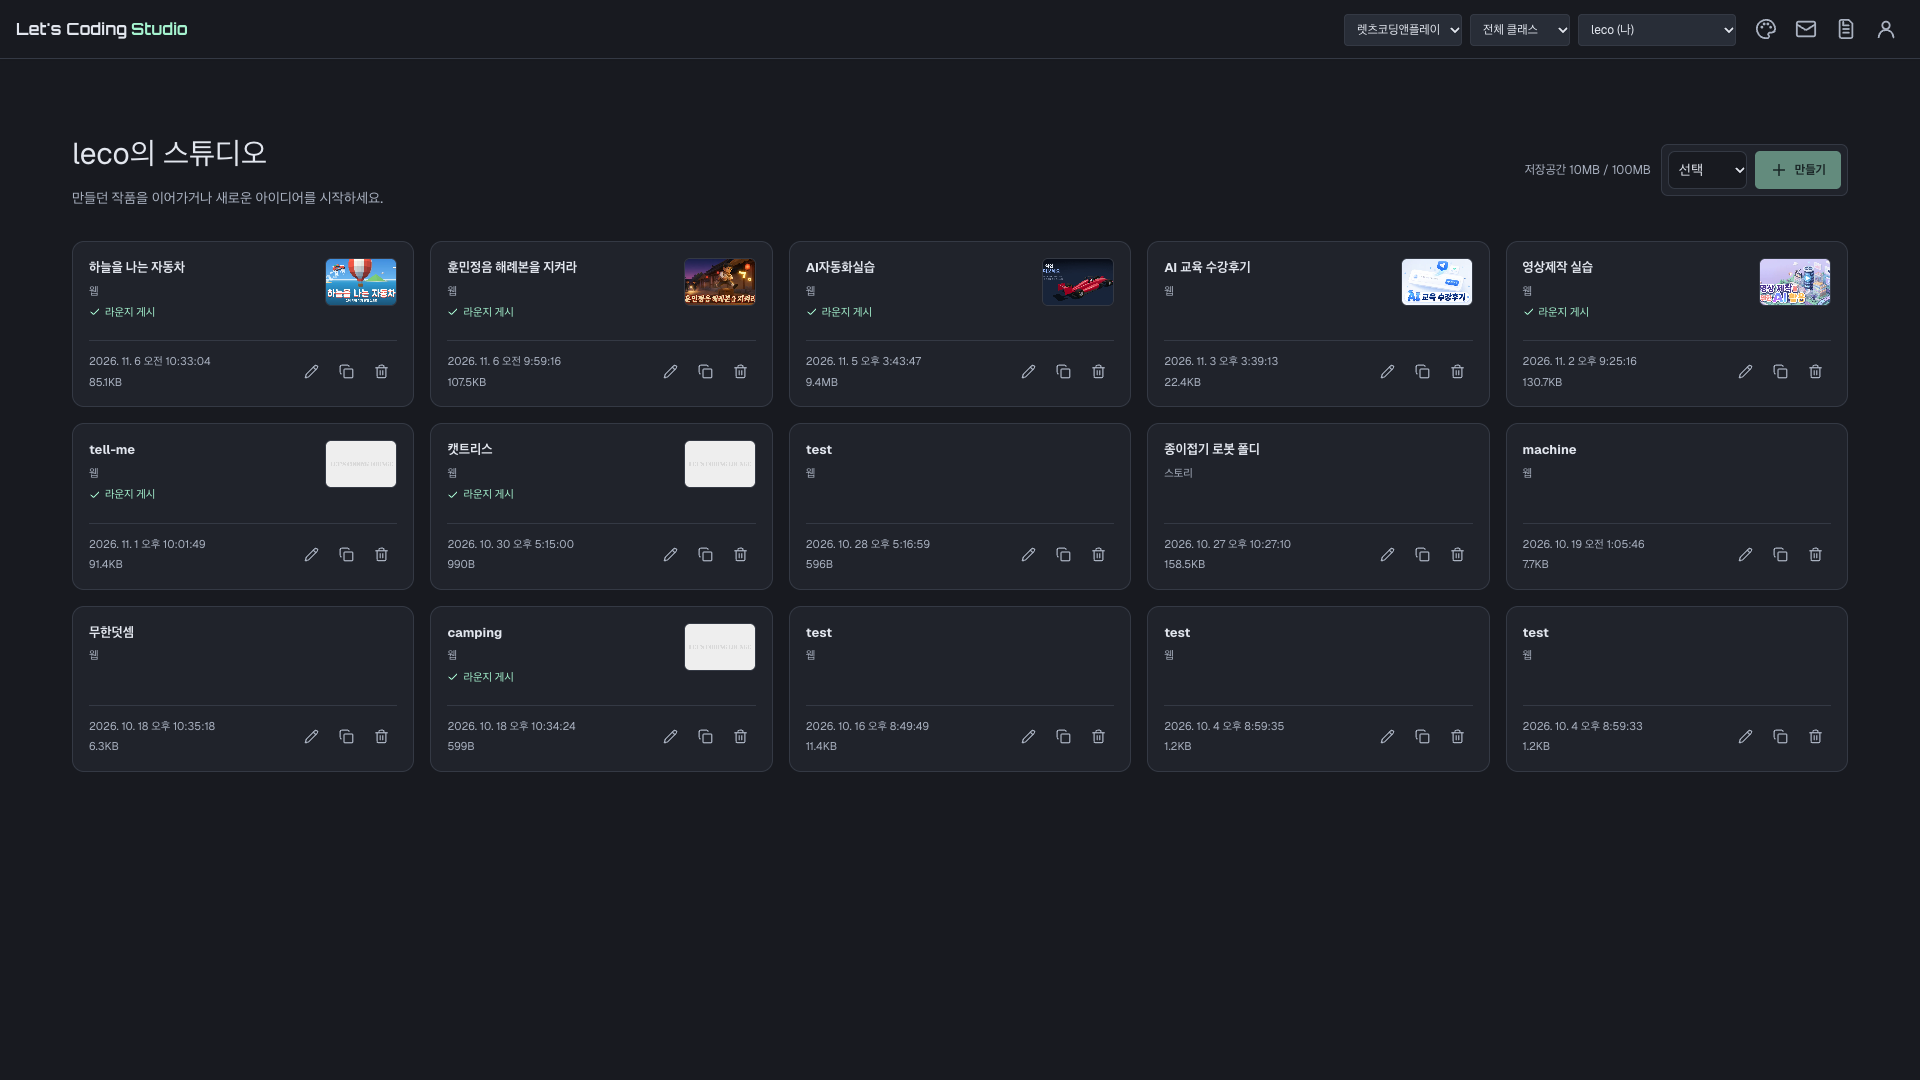 Let's Coding Studio
렛츠코딩앤플레이
전체 클래스
leco (나)
leco의 스튜디오
만들던 작품을 이어가거나 새로운 아이디어를 시작하세요.
저장공간 10MB / 100MB
선택
만들기
하늘을 나는 자동차
웹
라운지 게시
하늘을 나는 자동차
2026. 11. 6 오전 10:33:04
85.1KB
훈민정음 해례본을 지켜라
웹
라운지 게시
훈민정음 해례본을 지켜라
2026. 11. 6 오전 9:59:16
107.5KB
AI자동화실습
웹
라운지 게시
2026. 11. 5 오후 3:43:47
9.4MB
AI 교육 수강후기
웹
AI 교육 수강후기
2026. 11. 3 오후 3:39:13
22.4KB
영상제작 실습
웹
라운지 게시
2026. 11. 2 오후 9:25:16
130.7KB
tell-me
웹
라운지 게시
2026. 11. 1 오후 10:01:49
91.4KB
캣트리스
웹
라운지 게시
2026. 10. 30 오후 5:15:00
990B
test
웹
2026. 10. 28 오후 5:16:59
596B
종이접기 로봇 폴디
스토리
2026. 10. 27 오후 10:27:10
158.5KB
machine
웹
2026. 10. 19 오전 1:05:46
7.7KB
무한덧셈
웹
2026. 10. 18 오후 10:35:18
6.3KB
camping
웹
라운지 게시
2026. 10. 18 오후 10:34:24
599B
test
웹
2026. 10. 16 오후 8:49:49
11.4KB
test
웹
2026. 10. 4 오후 8:59:35
1.2KB
test
웹
2026. 10. 4 오후 8:59:33
1.2KB